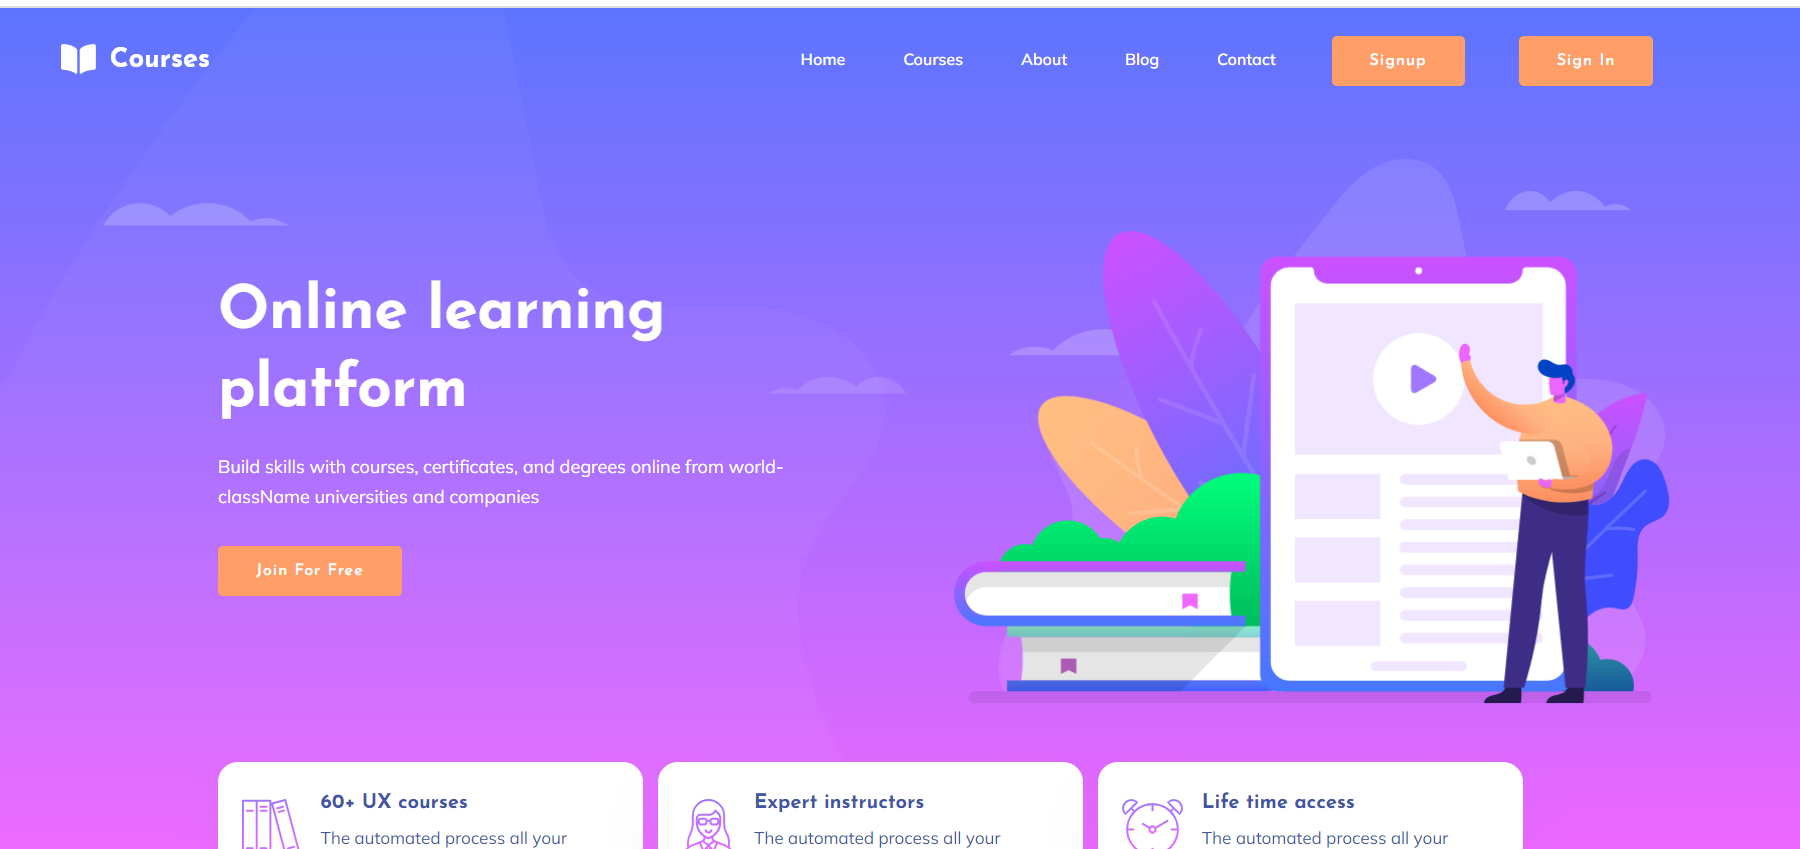 Courses
Home Courses About Blog Contact Signup Sign In
Online learning
platform
Build skills with courses, certificates, and degrees online from world-
className universities and companies
Join For Free
60+ UX courses
The automated process all your
Expert instructors
The automated process all your
Life time access
The automated process all your